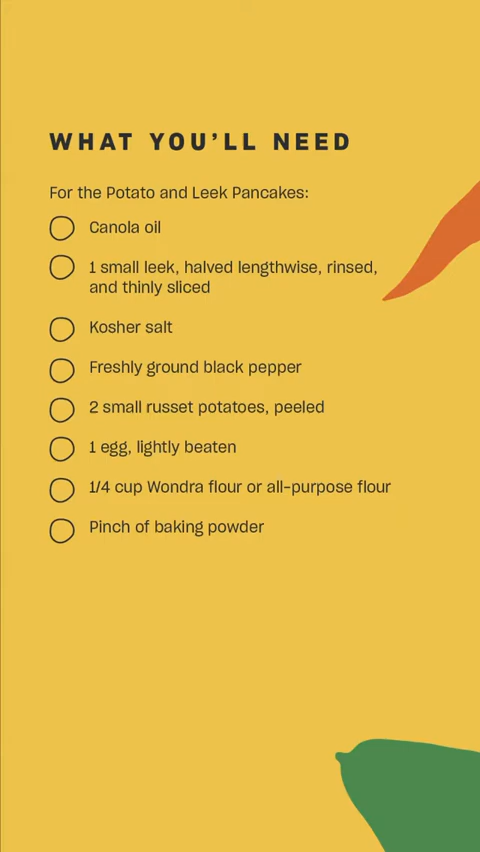 WHAT YOU’LL NEED
For the Potato and Leek Pancakes:
Canola oil
1 small leek, halved lengthwise, rinsed,
and thinly sliced
Kosher salt
Freshly ground black pepper
2 small russet potatoes, peeled
1 egg, lightly beaten
1/4 cup Wondra flour or all-purpose flour
Pinch of baking powder